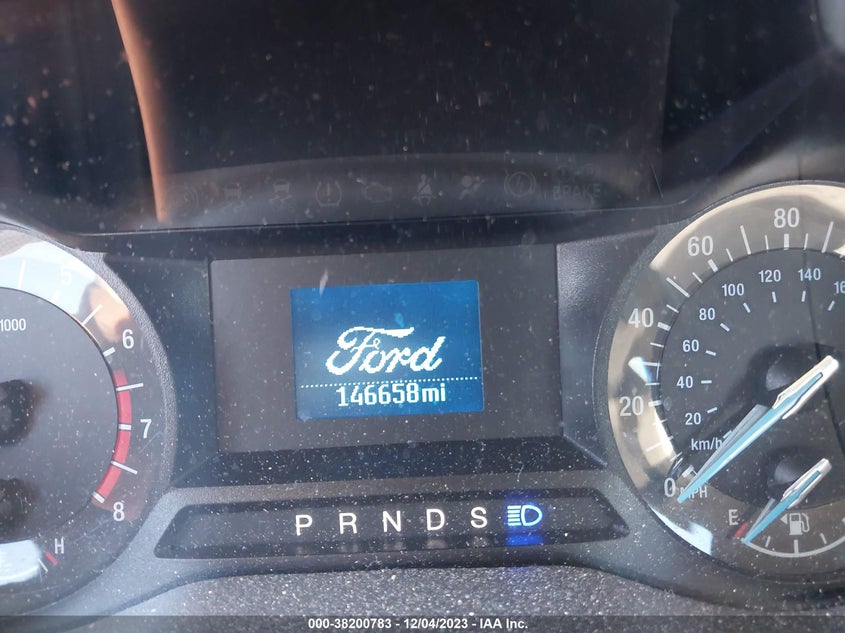 BRAKE
5
x1000
6
7
8
H
Ford
146658mi
P R N D S
0 20 40 60 80
20 40 60 80 100 120 140
km/h
MPH
E
000-38200783 - 12/04/2023 - IAA Inc.